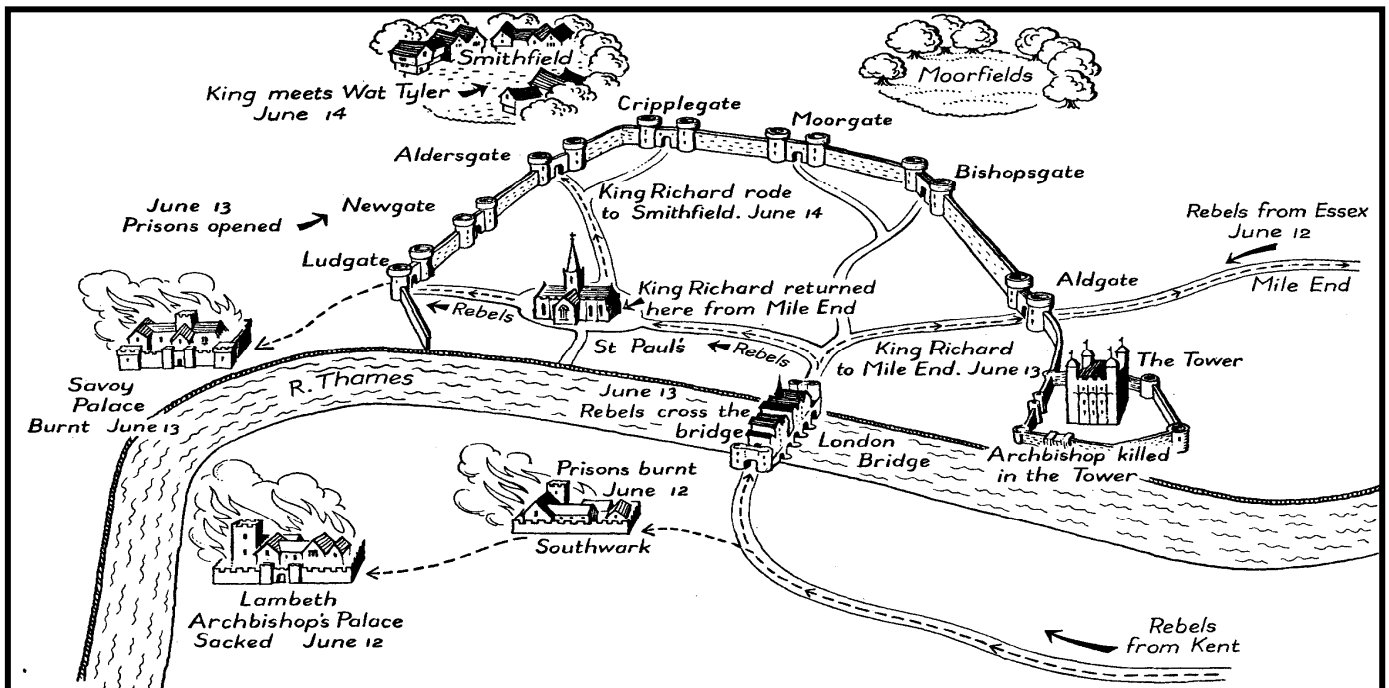 Smithfield
King meets Wat Tyler
June 14
Moorfields
Cripplegate
Moorgate
Aldersgate
Bishopsgate
King Richard rode
to Smithfield. June 14
June 13
Prisons opened
Newgate
Rebels from Essex
June 12
Ludgate
Aldgate
Mile End
King Richard returned
here from Mile End
Rebels
St Paul's
Rebels
King Richard
to Mile End. June 13
The Tower
Savoy
Palace
Burnt June 13
R. Thames
June 13
Rebels cross the
bridge
London
Bridge
Archbishop killed
in the Tower
Prisons burnt
June 12
Southwark
Lambeth
Archbishop's Palace
Sacked June 12
Rebels
from Kent